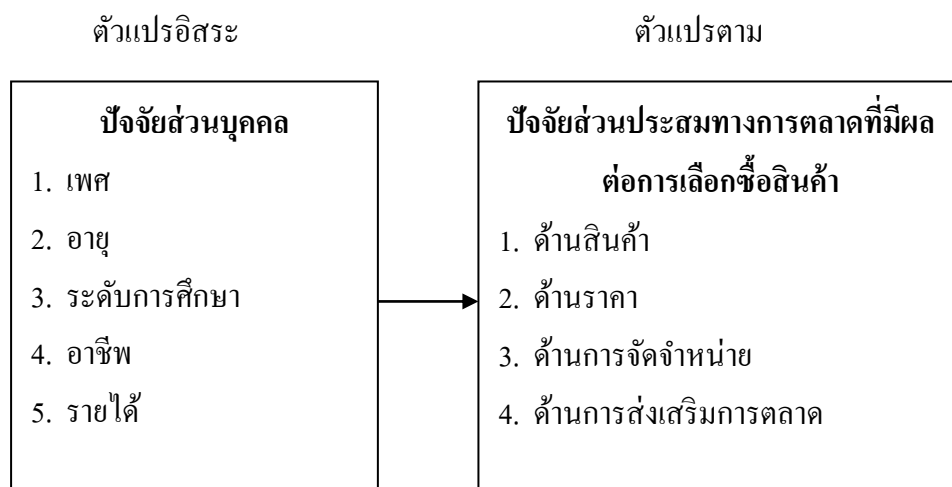 ตัวแปรอิสระ
ตัวแปรตาม
ปัจจัยส่วนบุคคล
1. เพศ
2. อายุ
3. ระดับการศึกษา
4. อาชีพ
5. รายได้
ปัจจัยส่วนประสมทางการตลาดที่มีผล
ต่อการเลือกซื้อสินค้า
1. ด้านสินค้า
2. ด้านราคา
3. ด้านการจัดจำหน่าย
4. ด้านการส่งเสริมการตลาด